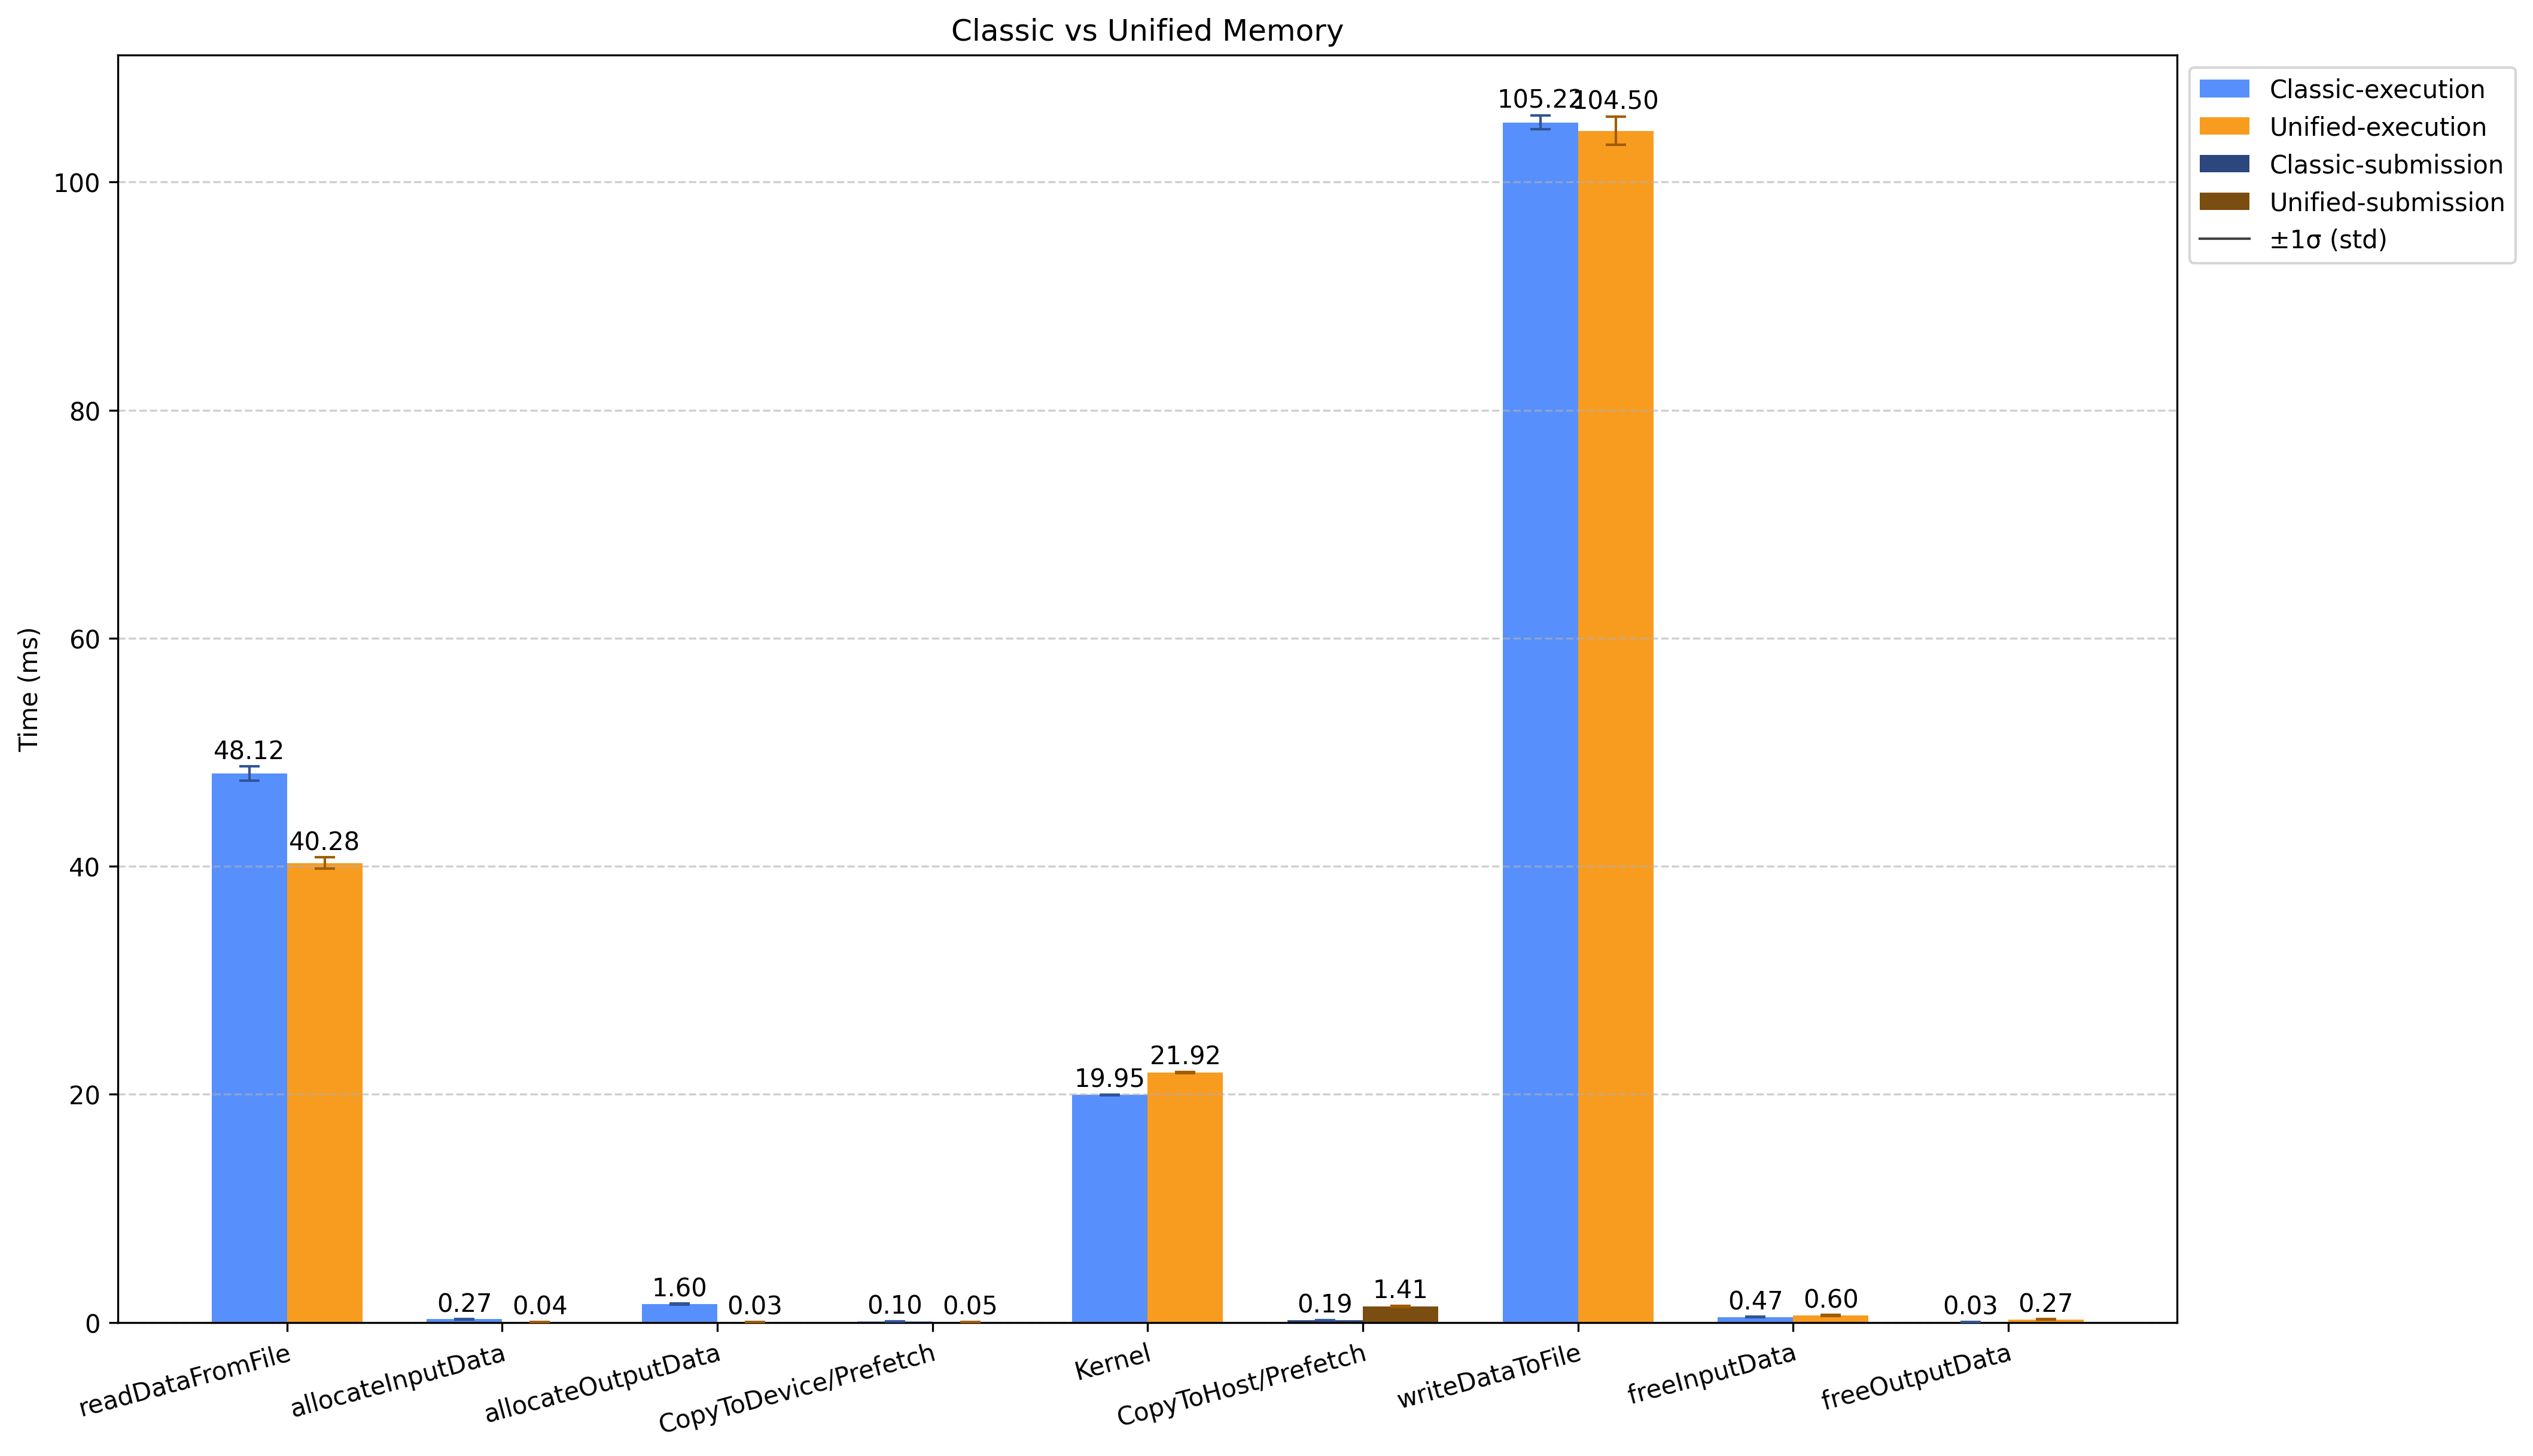 Classic vs Unified Memory
Classic-execution
Unified-execution
Classic-submission
Unified-submission
±1σ (std)
Time (ms)
100
80
60
40
20
0
48.12
40.28
0.27
0.04
1.60
0.03
0.10
0.05
19.95
21.92
0.19
1.41
105.22
104.50
0.47
0.60
0.03
0.27
readDataFromFile
allocateInputData
allocateOutputData
CopyToDevice/Prefetch
Kernel
CopyToHost/Prefetch
writeDataToFile
freeInputData
freeOutputData